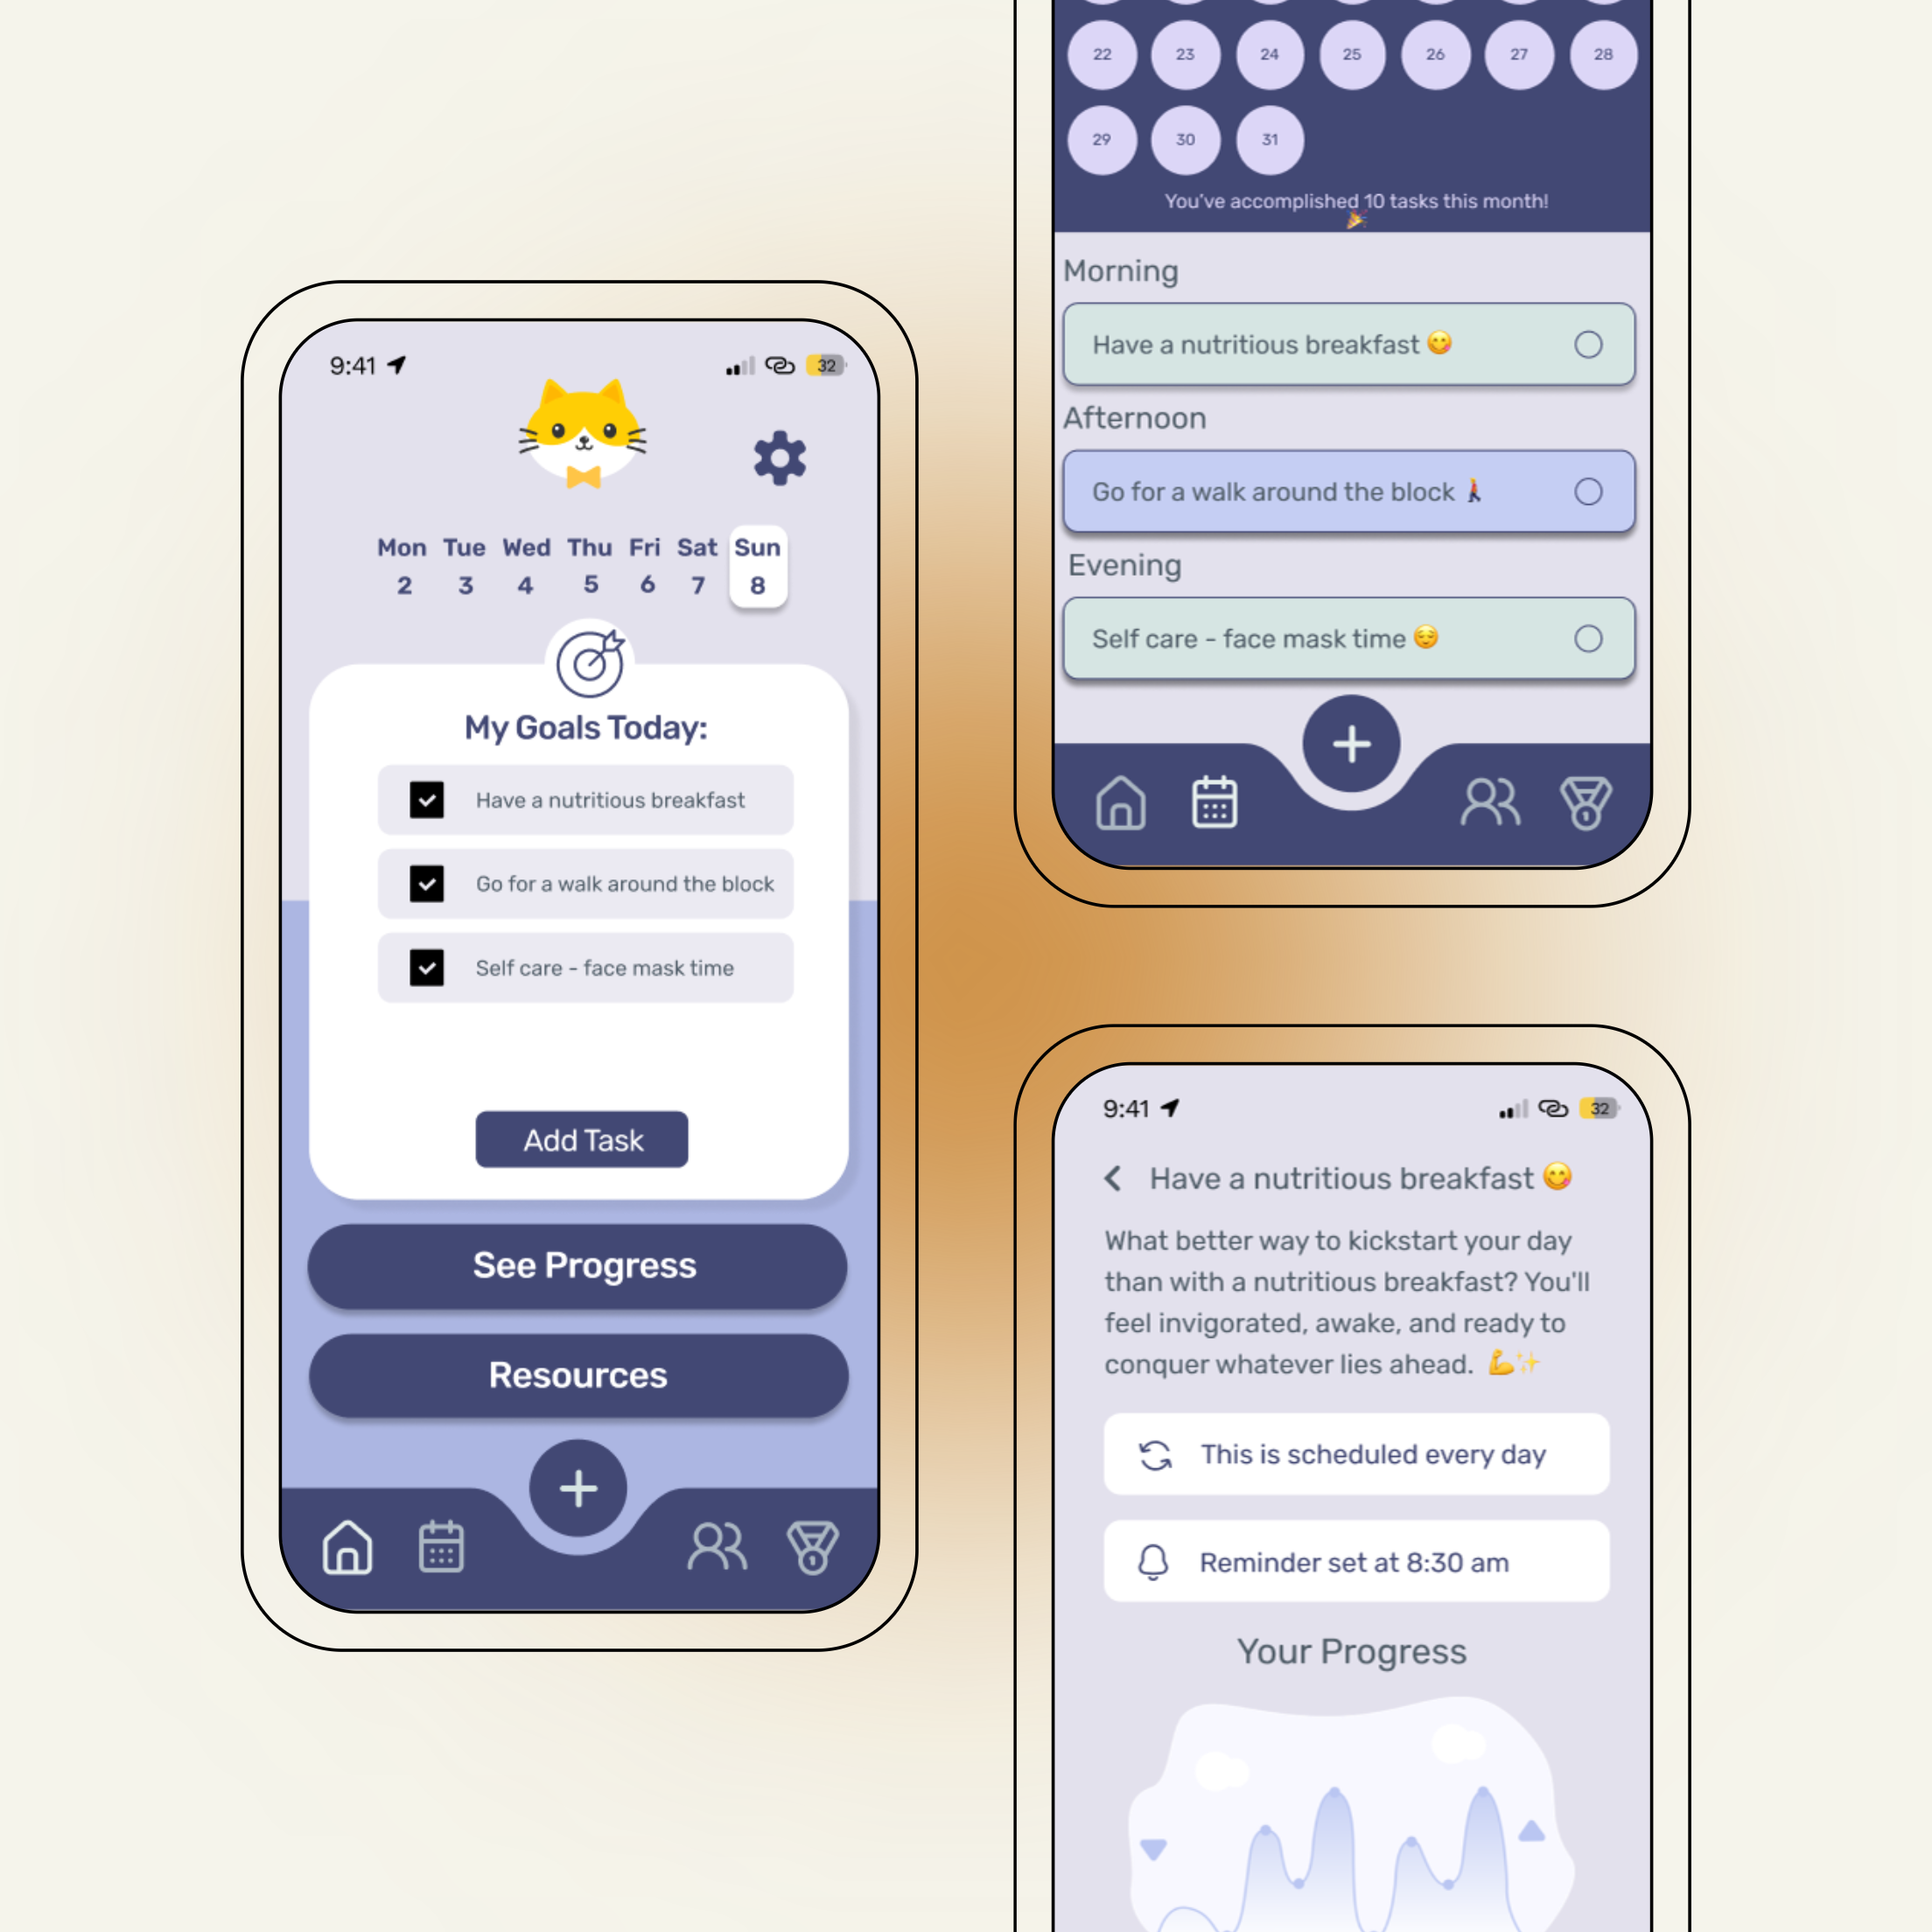 9:41
32
Mon Tue Wed Thu Fri Sat Sun
2 3 4 5 6 7 8
My Goals Today:
Have a nutritious breakfast
Go for a walk around the block
Self care - face mask time
Add Task
See Progress
Resources
1
22 23 24 25 26 27 28
29 30 31
You've accomplished 10 tasks this month!
🎉
Morning
Have a nutritious breakfast 😋
Afternoon
Go for a walk around the block 🚶
Evening
Self care - face mask time 😌
1
9:41
32
Have a nutritious breakfast 😋
What better way to kickstart your day
than with a nutritious breakfast? You'll
feel invigorated, awake, and ready to
conquer whatever lies ahead. 💪✨
This is scheduled every day
Reminder set at 8:30 am
Your Progress